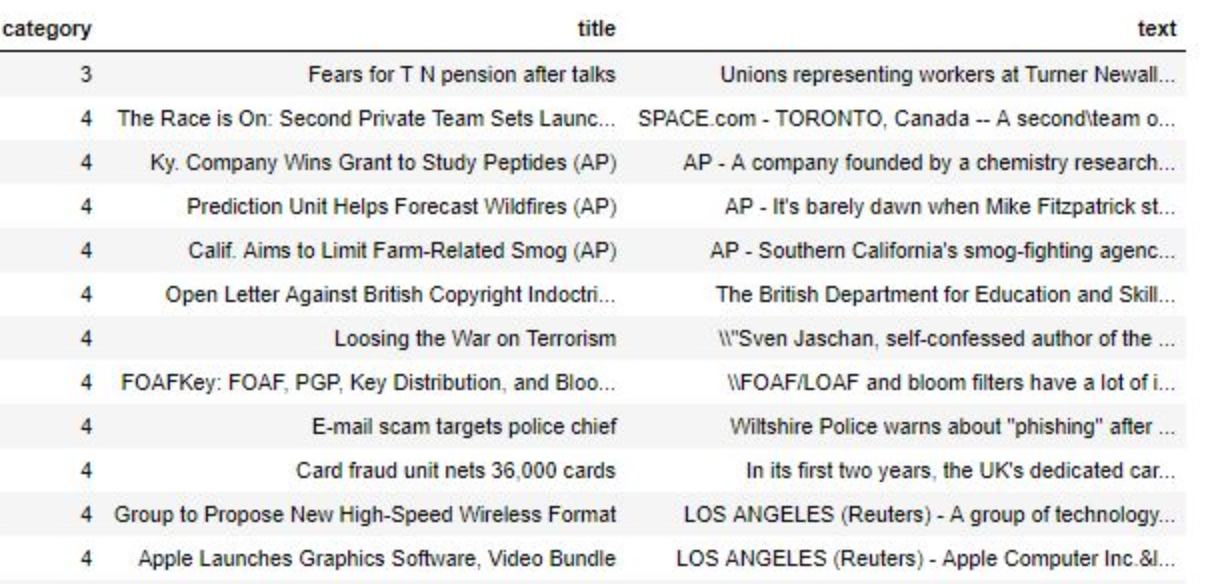 category title text
3 Fears for T N pension after talks Unions representing workers at Turner Newall...
4 The Race is On: Second Private Team Sets Launc... SPACE.com - TORONTO, Canada -- A second\team o...
4 Ky. Company Wins Grant to Study Peptides (AP) AP - A company founded by a chemistry research...
4 Prediction Unit Helps Forecast Wildfires (AP) AP - It's barely dawn when Mike Fitzpatrick st...
4 Calif. Aims to Limit Farm-Related Smog (AP) AP - Southern California's smog-fighting agenc...
4 Open Letter Against British Copyright Indoctri... The British Department for Education and Skill...
4 Loosing the War on Terrorism \\"Sven Jaschan, self-confessed author of the ...
4 FOAFKey: FOAF, PGP, Key Distribution, and Bloo... \\FOAF/LOAF and bloom filters have a lot of i...
4 E-mail scam targets police chief Wiltshire Police warns about "phishing" after ...
4 Card fraud unit nets 36,000 cards In its first two years, the UK's dedicated car...
4 Group to Propose New High-Speed Wireless Format LOS ANGELES (Reuters) - A group of technology...
4 Apple Launches Graphics Software, Video Bundle LOS ANGELES (Reuters) - Apple Computer Inc.&l...